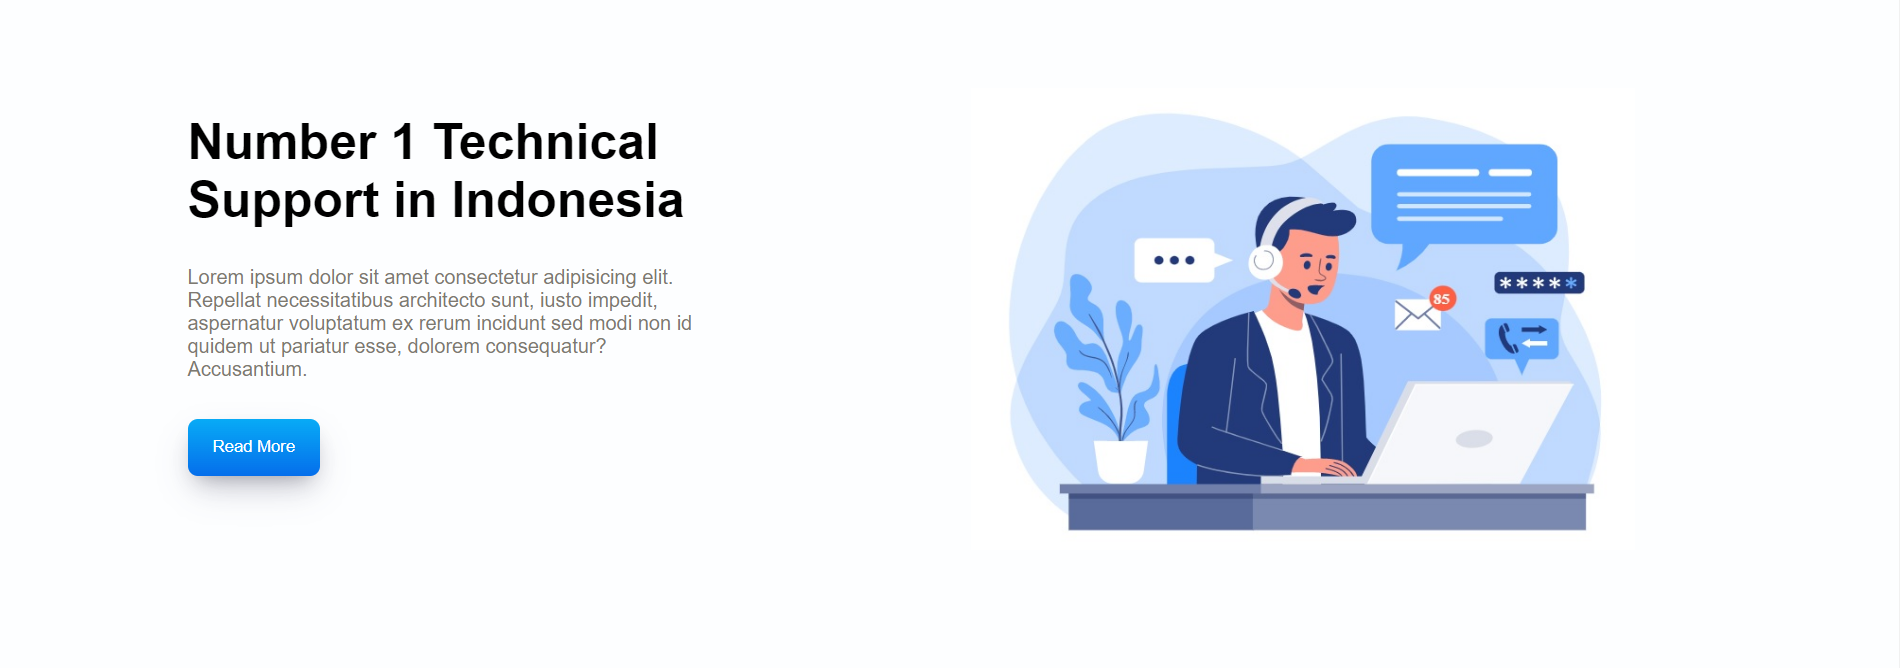 Number 1 Technical
Support in Indonesia
Lorem ipsum dolor sit amet consectetur adipisicing elit.
Repellat necessitatibus architecto sunt, iusto impedit,
aspernatur voluptatum ex rerum incidunt sed modi non id
quidem ut pariatur esse, dolorem consequatur?
Accusantium.
Read More
*****
85